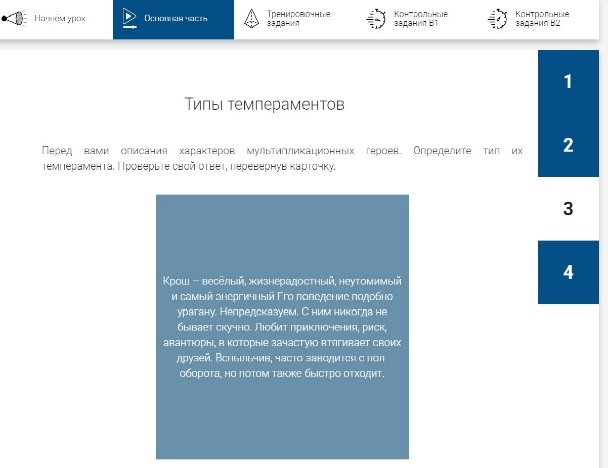 Начнём урок
Основная часть
Тренировочные
задания
Контрольные
задания В1
Контрольные
задания В2
1
2
3
4
Типы темпераментов
Перед вами описания характеров мультипликационных героев. Определите тип их
темперамента. Проверьте свой ответ, перевернув карточку.
Крош – весёлый, жизнерадостный, неутомимый
и самый энергичный Его поведение подобно
урагану. Непредсказуем. С ним никогда не
бывает скучно. Любит приключения, риск,
авантюры, в которые зачастую втягивает своих
друзей. Вспыльчив, часто заводится с пол-
оборота, но потом также быстро отходит.